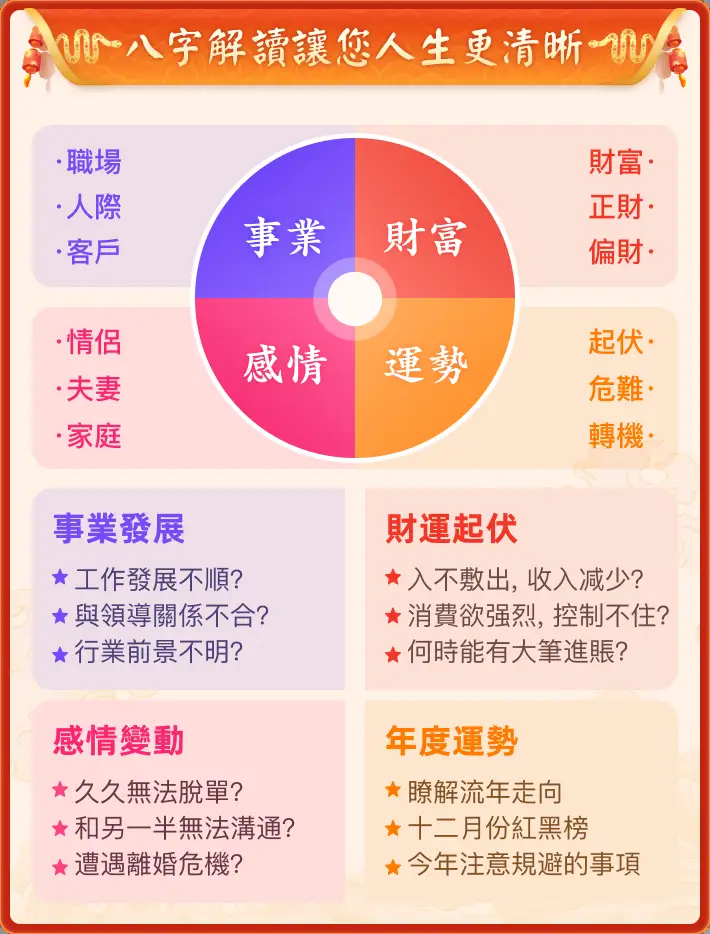 八字解讀讓您人生更清晰
·職場
·人際
·客戶
事業
財富
財富·
正財·
偏財·
·情侶
·夫妻
·家庭
感情
運勢
起伏·
危難·
轉機·
事業發展
工作發展不順?
與領導關係不合?
行業前景不明?
財運起伏
入不敷出, 收入減少?
消費欲强烈, 控制不住?
何時能有大筆進賬?
感情變動
久久無法脫單?
和另一半無法溝通?
遭遇離婚危機?
年度運勢
瞭解流年走向
十二月份紅黑榜
今年注意規避的事項